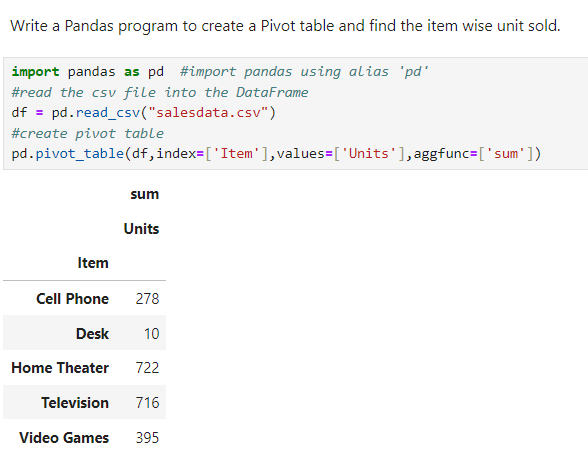 Write a Pandas program to create a Pivot table and find the item wise unit sold.
import pandas as pd  #import pandas using alias 'pd'
#read the csv file into the DataFrame
df = pd.read_csv("salesdata.csv")
#create pivot table
pd.pivot_table(df,index=['Item'],values=['Units'],aggfunc=['sum'])
sum
Units
Item
Cell Phone 278
Desk 10
Home Theater 722
Television 716
Video Games 395